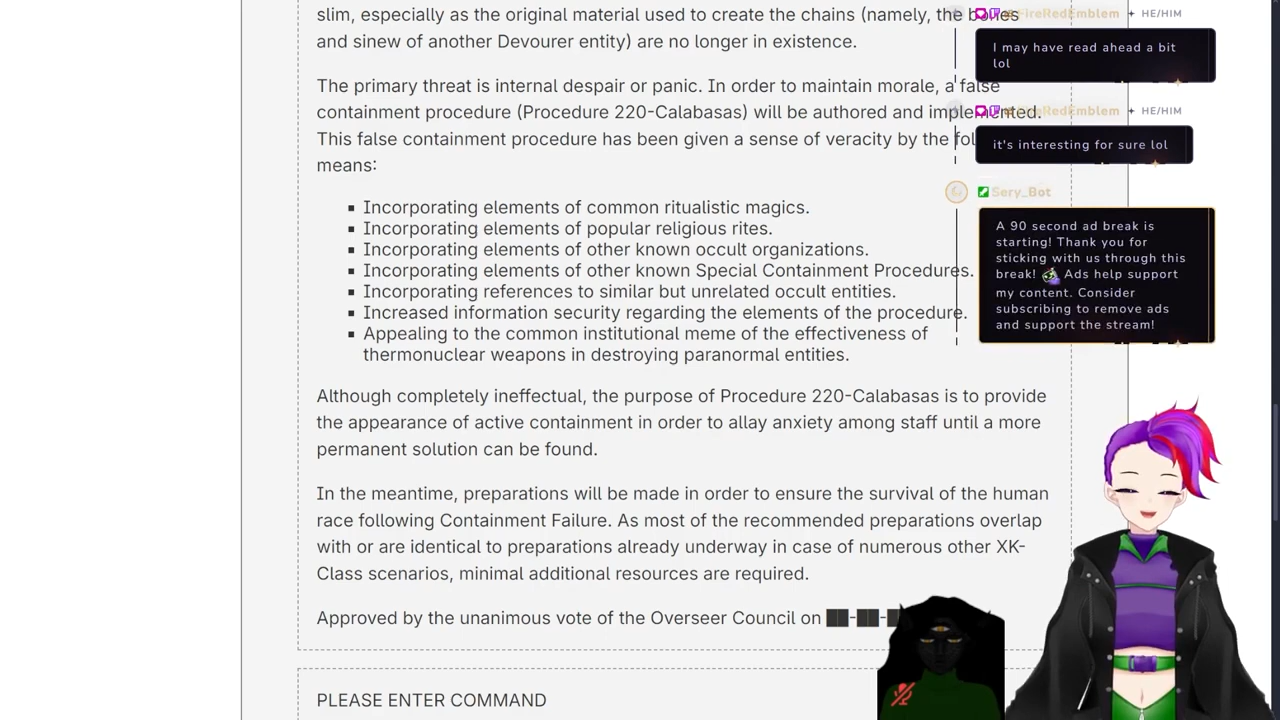 slim, especially as the original material used to create the chains (namely, the bones
and sinew of another Devourer entity) are no longer in existence.
The primary threat is internal despair or panic. In order to maintain morale, a false
containment procedure (Procedure 220-Calabasas) will be authored and implemented.
This false containment procedure has been given a sense of veracity by the fol
means:
▪ Incorporating elements of common ritualistic magics.
▪ Incorporating elements of popular religious rites.
▪ Incorporating elements of other known occult organizations.
▪ Incorporating elements of other known Special Containment Procedures.
▪ Incorporating references to similar but unrelated occult entities.
▪ Increased information security regarding the elements of the procedure.
▪ Appealing to the common institutional meme of the effectiveness of
thermonuclear weapons in destroying paranormal entities.
Although completely ineffectual, the purpose of Procedure 220-Calabasas is to provide
the appearance of active containment in order to allay anxiety among staff until a more
permanent solution can be found.
In the meantime, preparations will be made in order to ensure the survival of the human
race following Containment Failure. As most of the recommended preparations overlap
with or are identical to preparations already underway in case of numerous other XK-
Class scenarios, minimal additional resources are required.
Approved by the unanimous vote of the Overseer Council on ██-██-█
PLEASE ENTER COMMAND
FireRedEmblem ✦ HE/HIM
I may have read ahead a bit
lol
FireRedEmblem ✦ HE/HIM
it's interesting for sure lol
Sery_Bot
A 90 second ad break is
starting! Thank you for
sticking with us through this
break! Ads help support
my content. Consider
subscribing to remove ads
and support the stream!